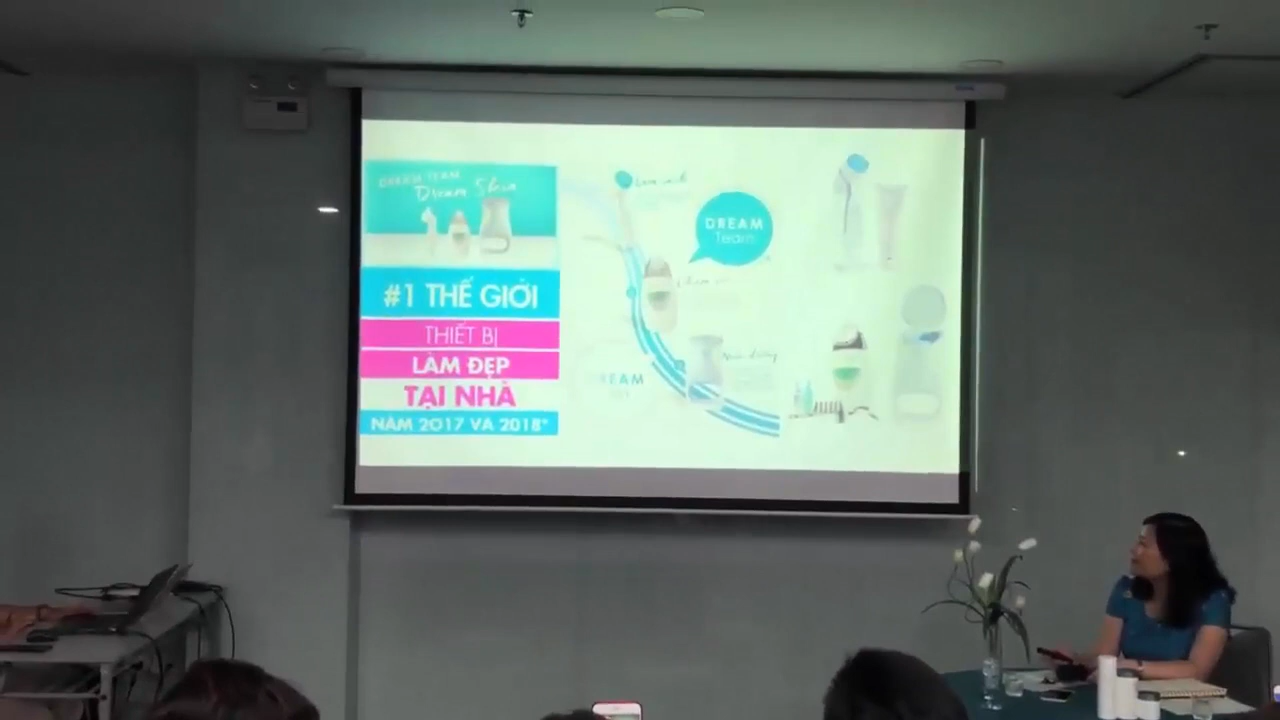 DREAM TEAM
Dream Skin
#1 THẾ GIỚI
THIẾT BỊ
LÀM ĐẸP
TẠI NHÀ
NĂM 2017 VÀ 2018*
DREAM
Team